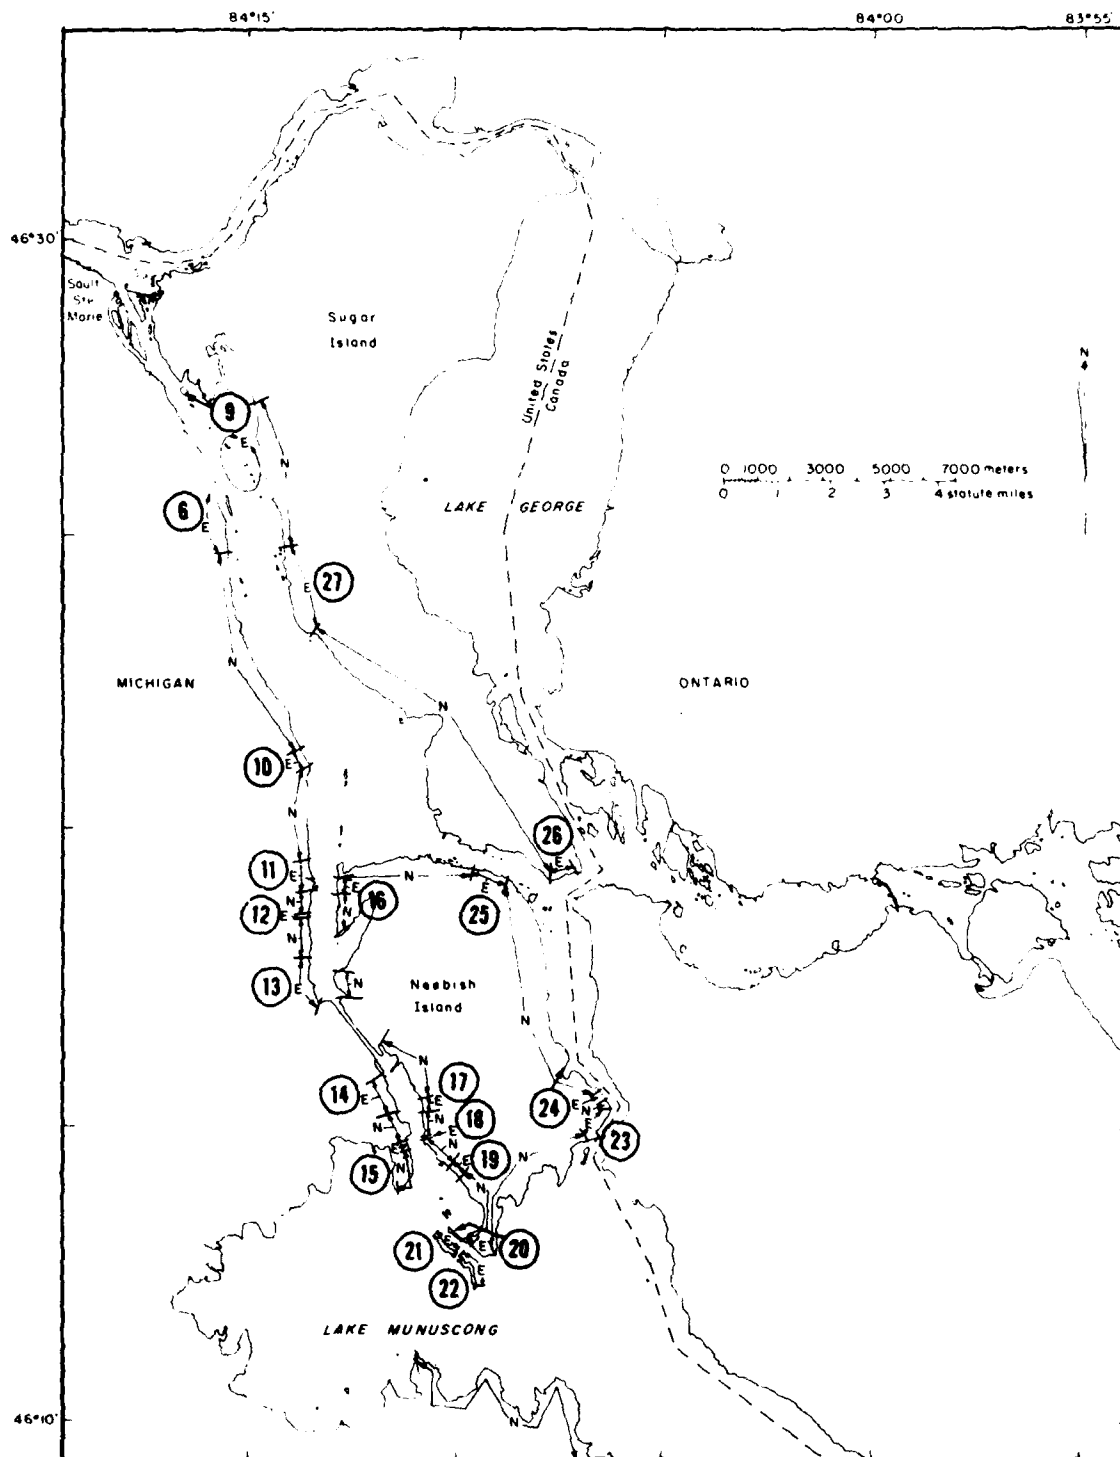 84°15'
84°00'
83°55'
46°30'
Sault
Ste
Marie
Sugar
Island
N
United States
Canada
9
E
N
0 1000 3000 5000 7000 meters
0 1 2 3 4 statute miles
LAKE GEORGE
6
E
27
E
N
MICHIGAN
ONTARIO
N
10
E
N
26
E
11
E
N
E
16
N
25
E
12
E
N
N
13
E
N
Neebish
Island
N
14
E
N
17
E
N
18
E
N
24
E
N
E
23
N
15
E
N
19
E
N
N
21
E
E
20
E
22
E
LAKE MUNUSCONG
46°10'
N